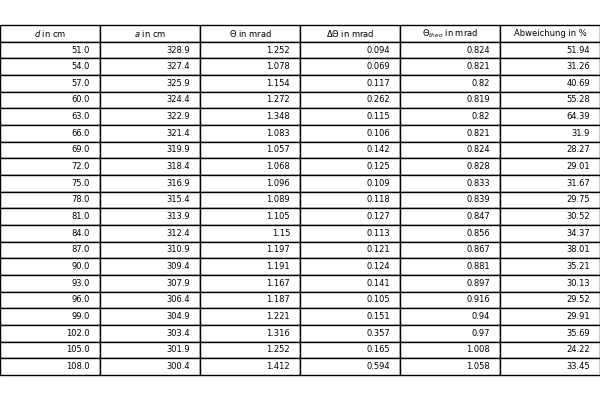 d in cm a in cm Θ in mrad ΔΘ in mrad Θ_theo in mrad Abweichung in %
51.0 328.9 1.252 0.094 0.824 51.94
54.0 327.4 1.078 0.069 0.821 31.26
57.0 325.9 1.154 0.117 0.82 40.69
60.0 324.4 1.272 0.262 0.819 55.28
63.0 322.9 1.348 0.115 0.82 64.39
66.0 321.4 1.083 0.106 0.821 31.9
69.0 319.9 1.057 0.142 0.824 28.27
72.0 318.4 1.068 0.125 0.828 29.01
75.0 316.9 1.096 0.109 0.833 31.67
78.0 315.4 1.089 0.118 0.839 29.75
81.0 313.9 1.105 0.127 0.847 30.52
84.0 312.4 1.15 0.113 0.856 34.37
87.0 310.9 1.197 0.121 0.867 38.01
90.0 309.4 1.191 0.124 0.881 35.21
93.0 307.9 1.167 0.141 0.897 30.13
96.0 306.4 1.187 0.105 0.916 29.52
99.0 304.9 1.221 0.151 0.94 29.91
102.0 303.4 1.316 0.357 0.97 35.69
105.0 301.9 1.252 0.165 1.008 24.22
108.0 300.4 1.412 0.594 1.058 33.45